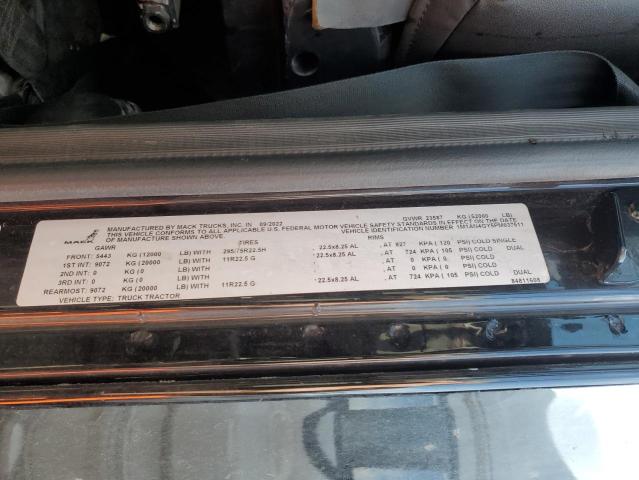 MANUFACTURED BY MACK TRUCKS, INC. IN 09/2022 GVWR 23587 KG (52000 LB)
THIS VEHICLE CONFORMS TO ALL APPLICABLE U.S. FEDERAL MOTOR VEHICLE SAFETY STANDARDS IN EFFECT ON THE DATE
OF MANUFACTURE SHOWN ABOVE. VEHICLE IDENTIFICATION NUMBER
MACK
GAWR TIRES RIMS
FRONT: 5443 KG (12000 LB) WITH 295/75R22.5H 22.5x8.25 AL , AT 827 KPA ( 120 PSI) COLD SINGLE
1ST INT: 9072 KG (20000 LB) WITH 11R22.5 G 22.5x8.25 AL , AT 724 KPA ( 105 PSI) COLD DUAL
2ND INT: 0 KG (0 LB) WITH , AT 0 KPA ( 0 PSI) COLD
3RD INT: 0 KG (0 LB) WITH , AT 0 KPA ( 0 PSI) COLD
REARMOST: 9072 KG (20000 LB) WITH 11R22.5 G 22.5x8.25 AL , AT 724 KPA ( 105 PSI) COLD DUAL
VEHICLE TYPE: TRUCK TRACTOR 84811608